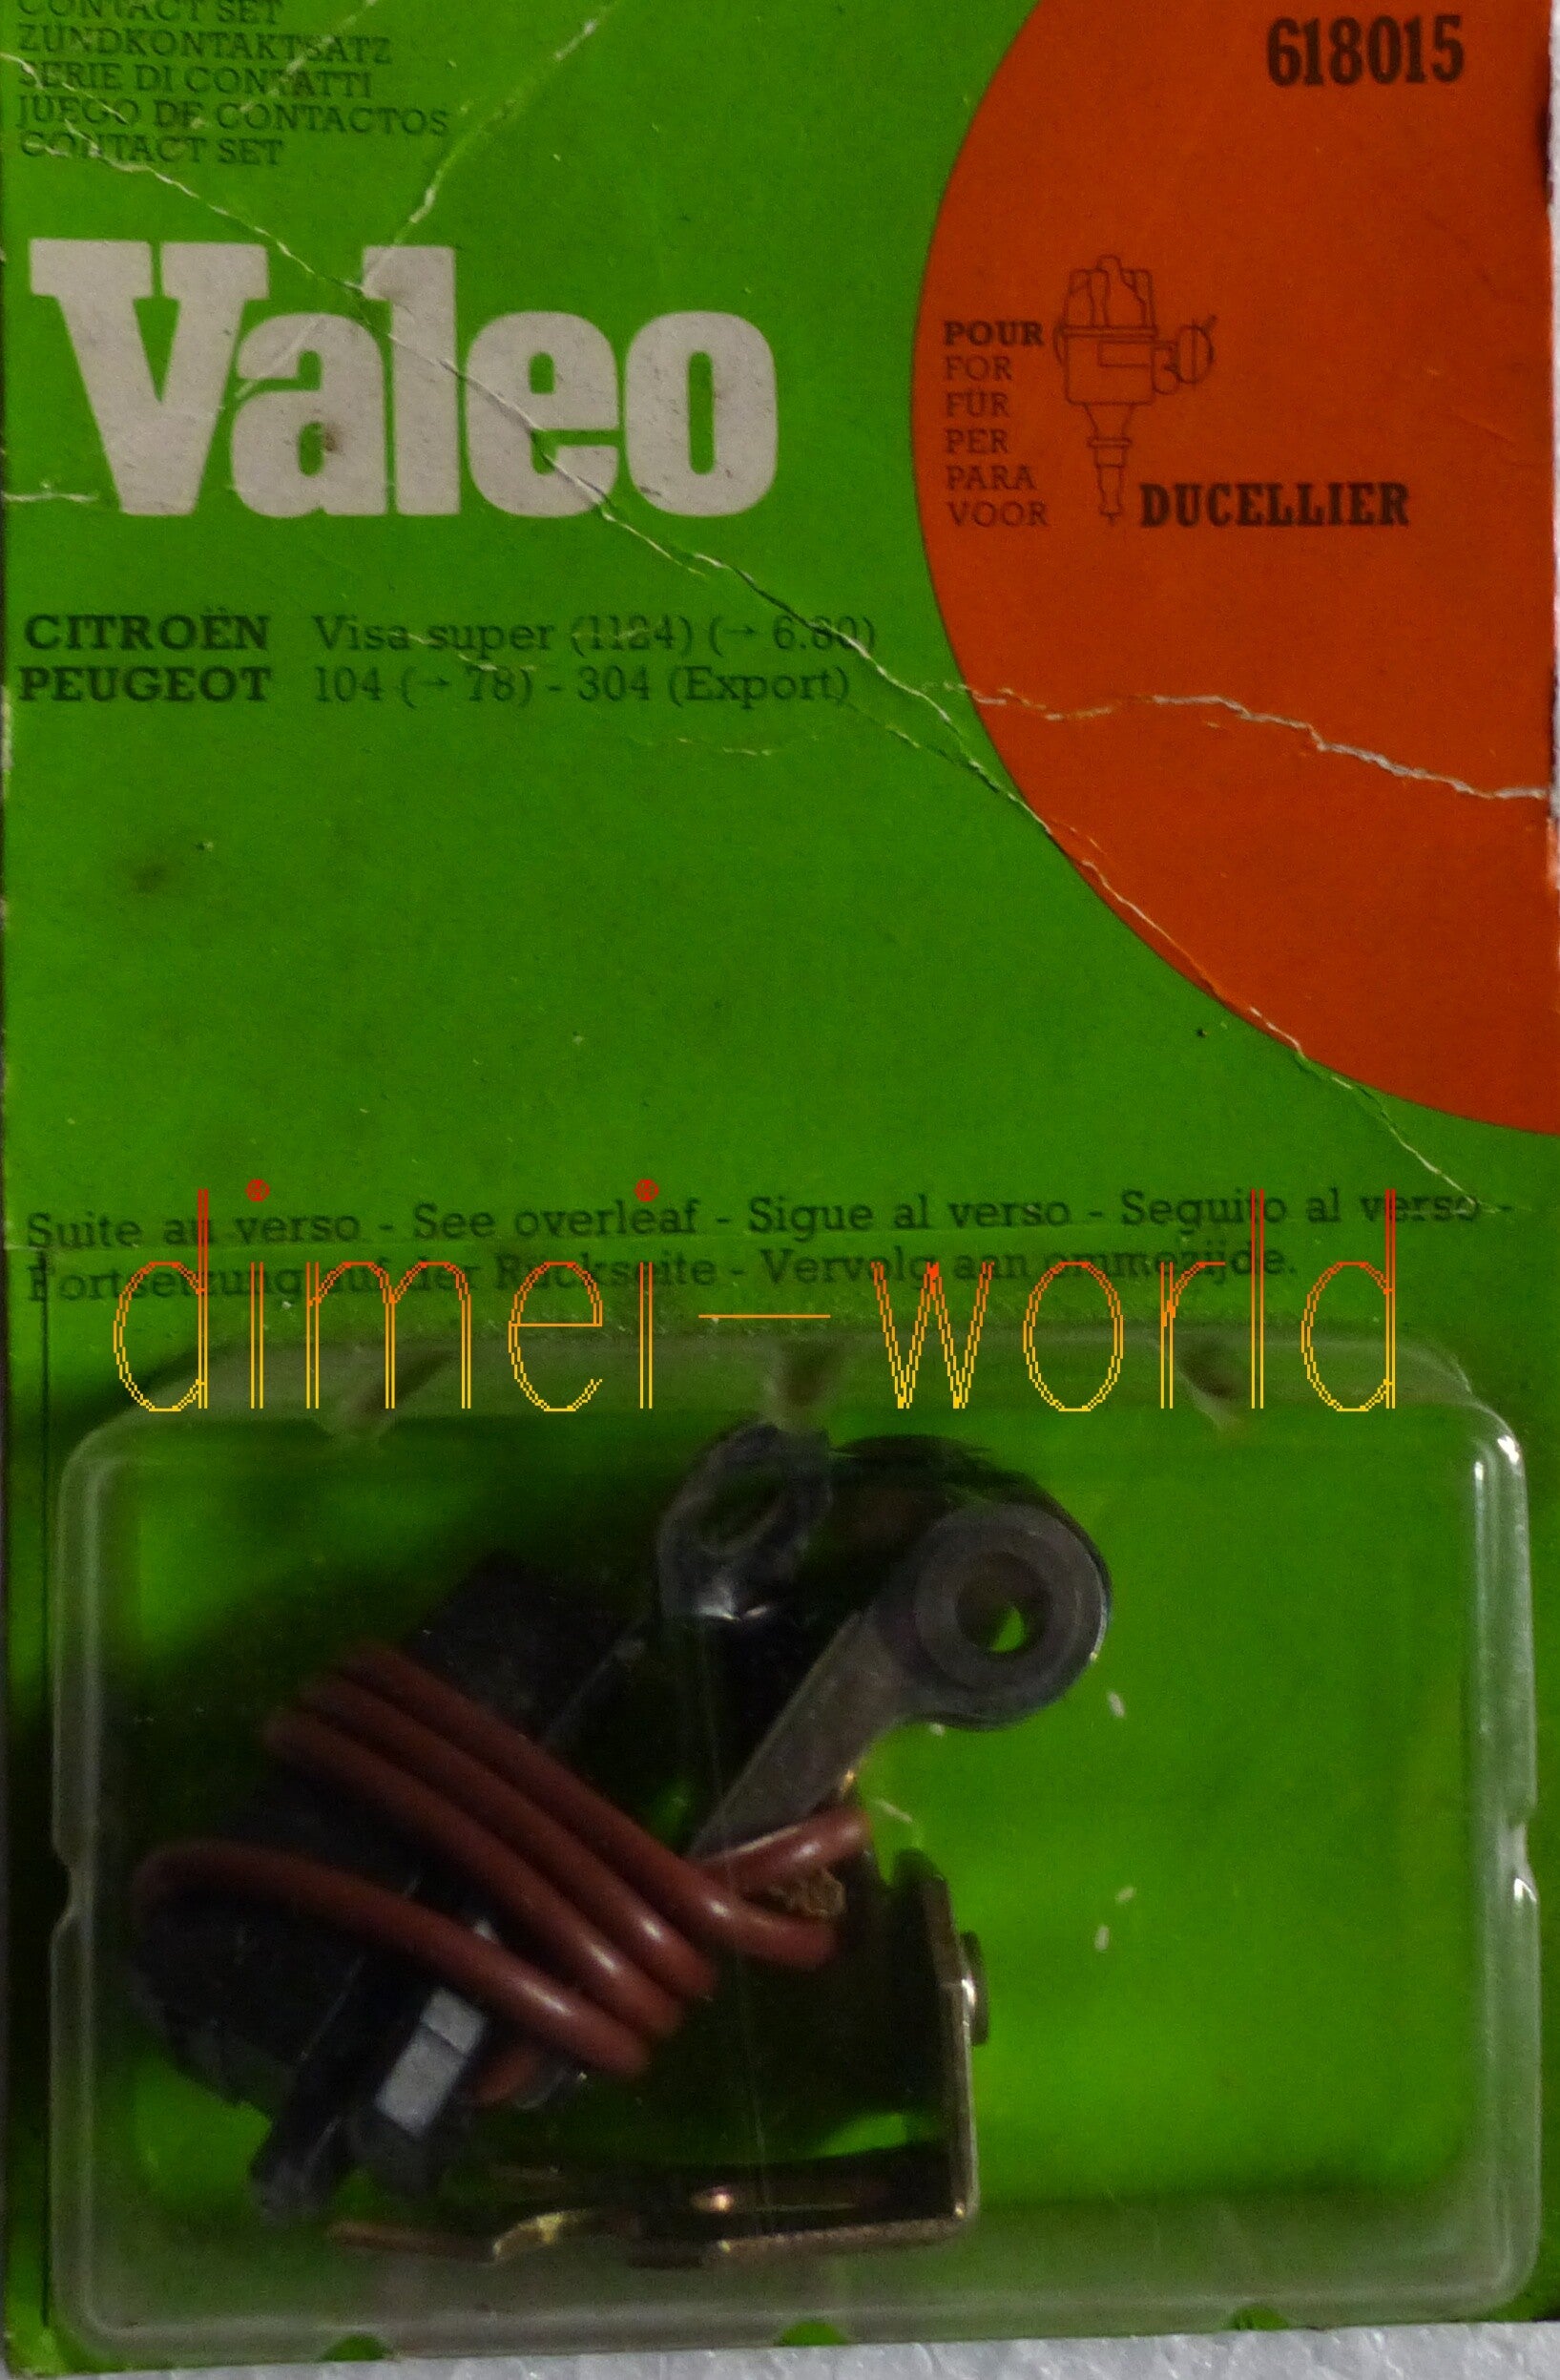 CONTACT SET
ZUNDKONTAKTSATZ
SERIE DI CONTATTI
JUEGO DE CONTACTOS
CONTACT SET
618015
Valeo
POUR
FOR
FÜR
PER
PARA
VOOR
DUCELLIER
CITROËN Visa super (1124) (→ 6.80)
PEUGEOT 104 (→ 78) - 304 (Export)
Suite au verso - See overleaf - Sigue al verso - Seguito al verso -
Fortsetzung auf der Rückseite - Vervolg aan ommezijde.
dimei-world